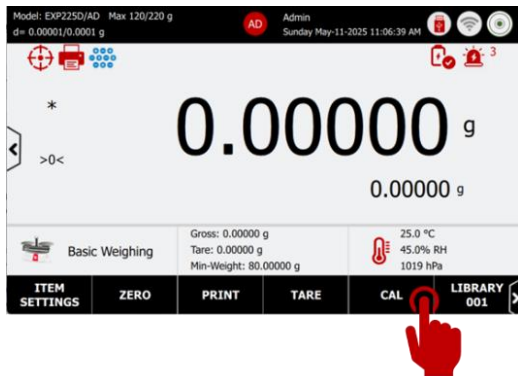 Model: EXP225D/AD Max 120/220 g
d= 0.00001/0.0001 g
AD
Admin
Sunday May-11-2025 11:06:39 AM
3
*
>0<
0.00000 g
0.00000 g
Basic Weighing
Gross: 0.00000 g
Tare: 0.00000 g
Min-Weight: 80.00000 g
25.0 °C
45.0% RH
1019 hPa
ITEM SETTINGS
ZERO
PRINT
TARE
CAL
LIBRARY 001